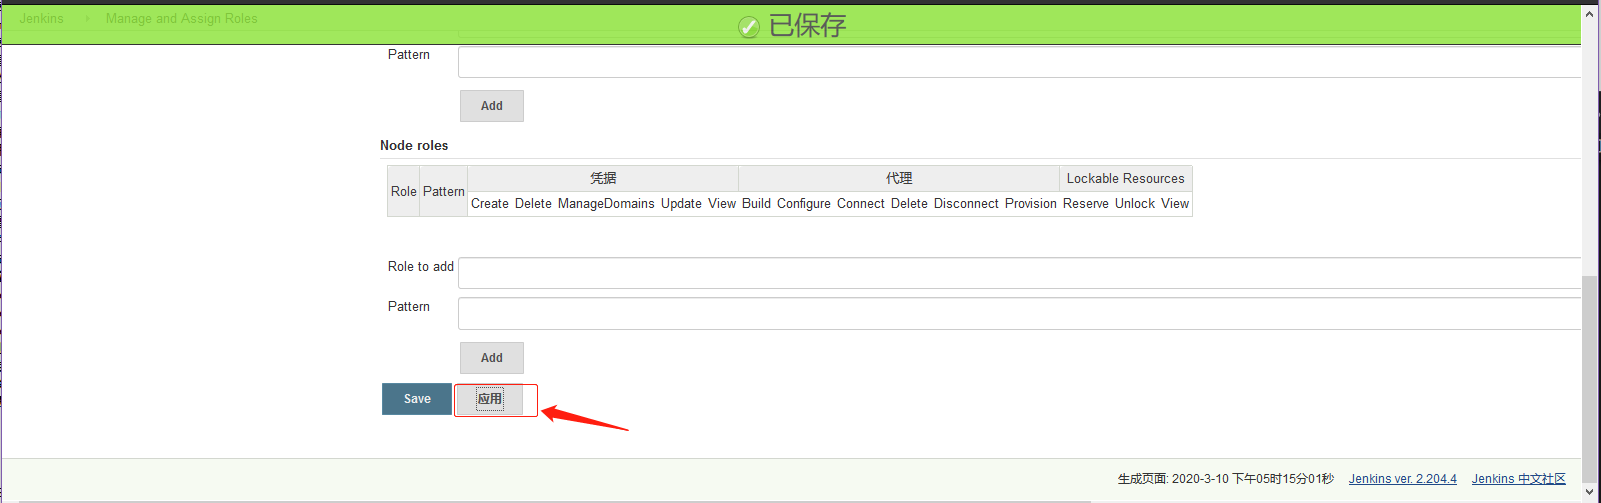 Jenkins Manage and Assign Roles
已保存
Pattern
Add
Node roles
Role Pattern 凭据 代理 Lockable Resources
Create Delete ManageDomains Update View Build Configure Connect Delete Disconnect Provision Reserve Unlock View
Role to add
Pattern
Add
Save 应用
生成页面: 2020-3-10 下午05时15分01秒 Jenkins ver. 2.204.4 Jenkins 中文社区